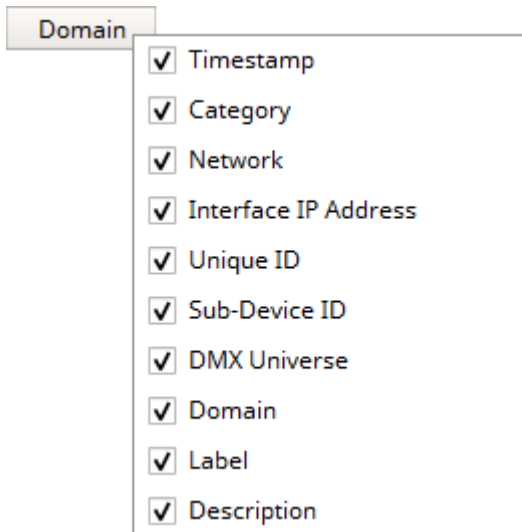 Domain
Timestamp
Category
Network
Interface IP Address
Unique ID
Sub-Device ID
DMX Universe
Domain
Label
Description